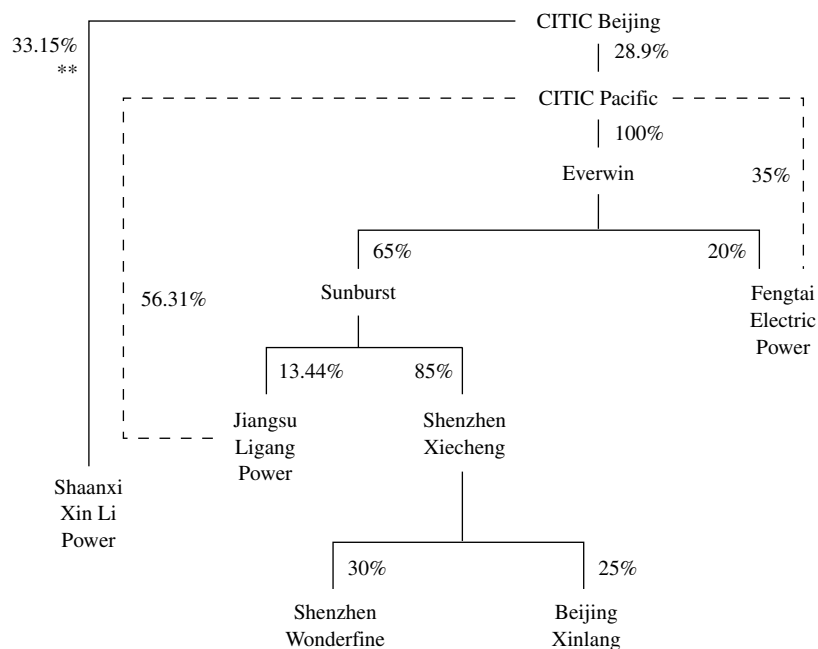 CITIC Beijing
33.15%
**
28.9%
CITIC Pacific
100%
Everwin
35%
65%
20%
Sunburst
56.31%
Fengtai
Electric
Power
13.44%
85%
Jiangsu
Ligang
Power
Shenzhen
Xiecheng
Shaanxi
Xin Li
Power
30%
25%
Shenzhen
Wonderfine
Beijing
Xinlang